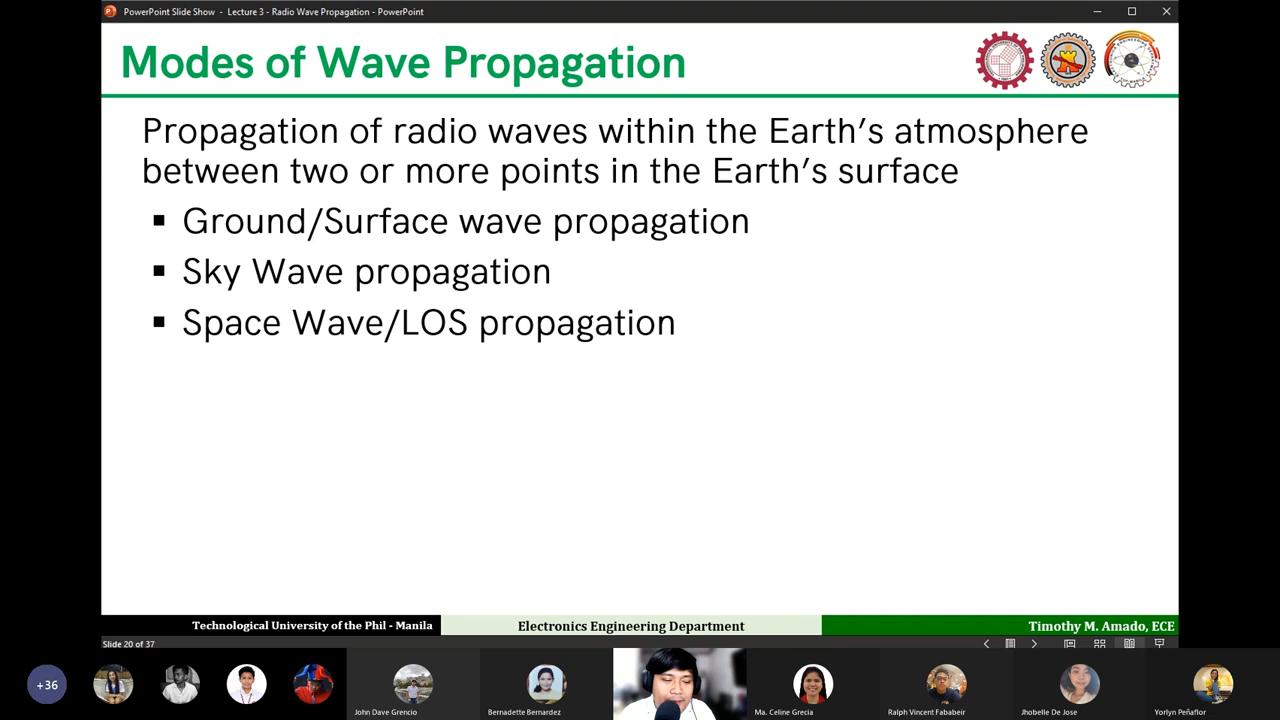 PowerPoint Slide Show - Lecture 3 - Radio Wave Propagation - PowerPoint
Modes of Wave Propagation
Propagation of radio waves within the Earth's atmosphere
between two or more points in the Earth's surface
▪ Ground/Surface wave propagation
▪ Sky Wave propagation
▪ Space Wave/LOS propagation
Technological University of the Phil - Manila
Electronics Engineering Department
Timothy M. Amado, ECE
Slide 20 of 37
+36
John Dave Grencio
Bernadette Bernardez
Ma. Celine Grecia
Ralph Vincent Fababeir
Jhobelle De Jose
Yorlyn Peñaflor